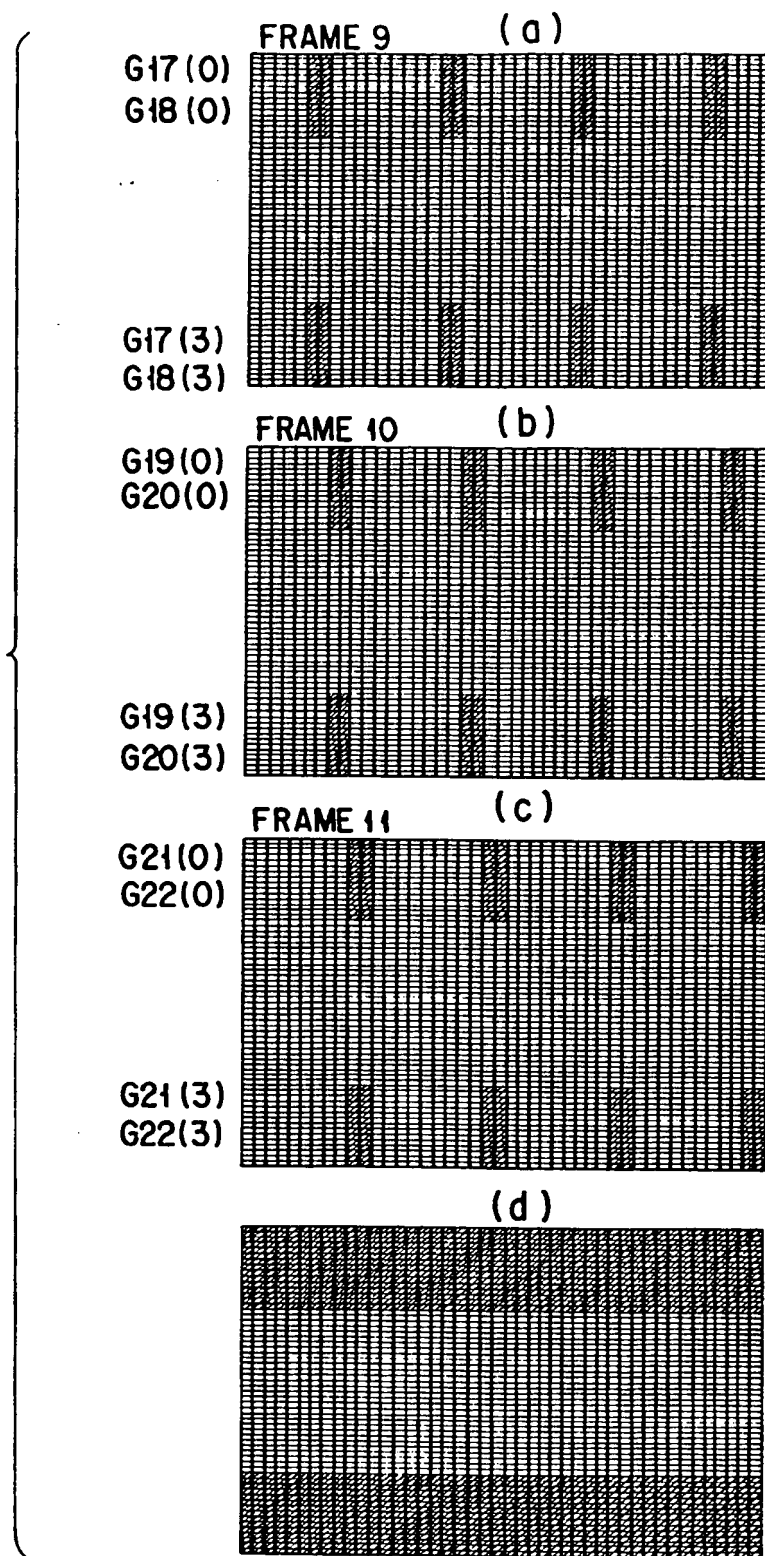 FRAME 9 (a)
G17(0)
G18(0)
G17(3)
G18(3)
FRAME 10 (b)
G19(0)
G20(0)
G19(3)
G20(3)
FRAME 11 (c)
G21(0)
G22(0)
G21(3)
G22(3)
(d)